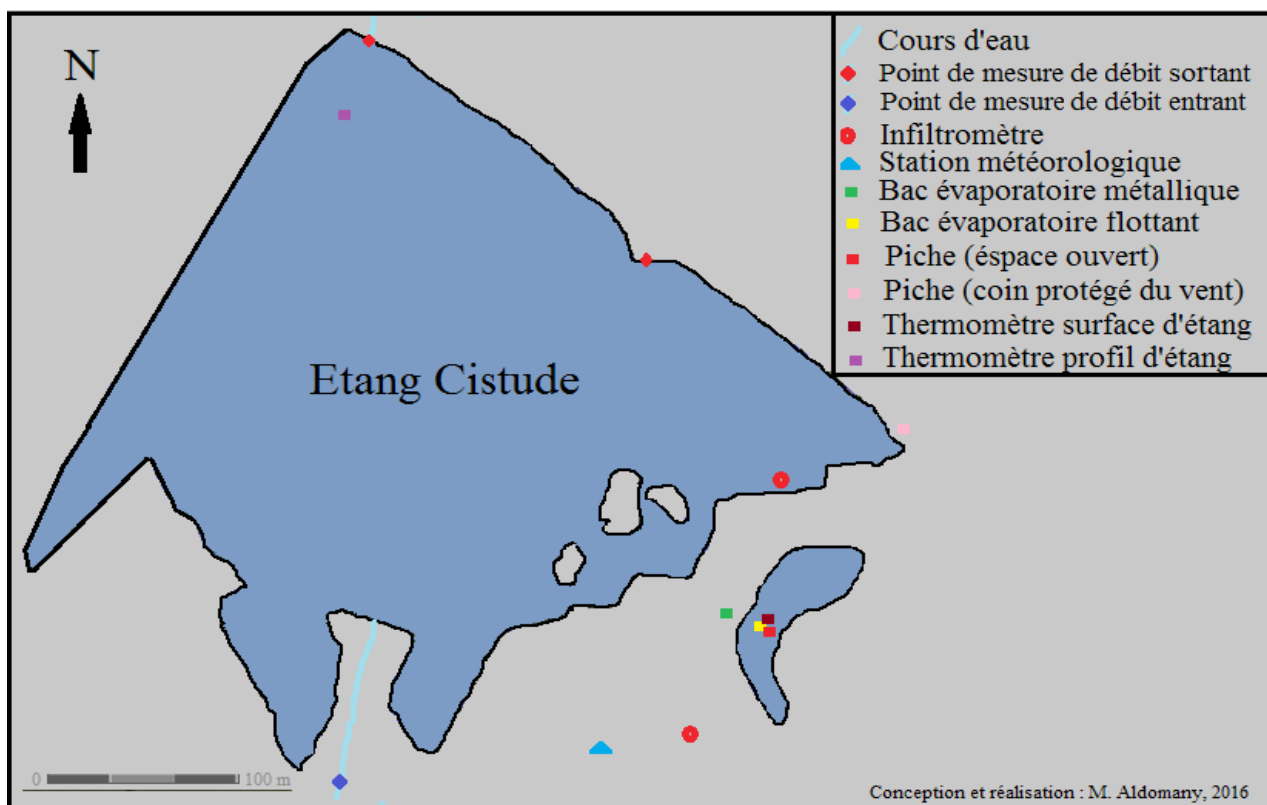 N
Cours d'eau
Point de mesure de débit sortant
Point de mesure de débit entrant
Infiltromètre
Station météorologique
Bac évaporatoire métallique
Bac évaporatoire flottant
Piche (éspace ouvert)
Piche (coin protégé du vent)
Thermomètre surface d'étang
Thermomètre profil d'étang
Etang Cistude
0 100 m
Conception et réalisation : M. Aldomany, 2016